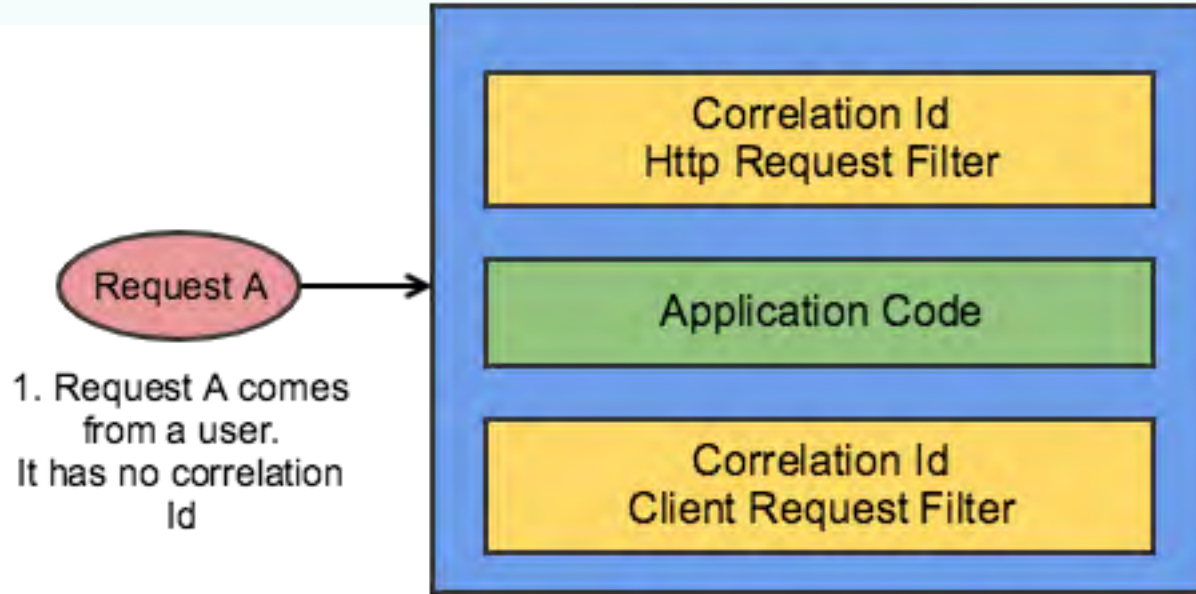 Correlation Id
Http Request Filter
Request A
Application Code
1. Request A comes
from a user.
It has no correlation
Id
Correlation Id
Client Request Filter